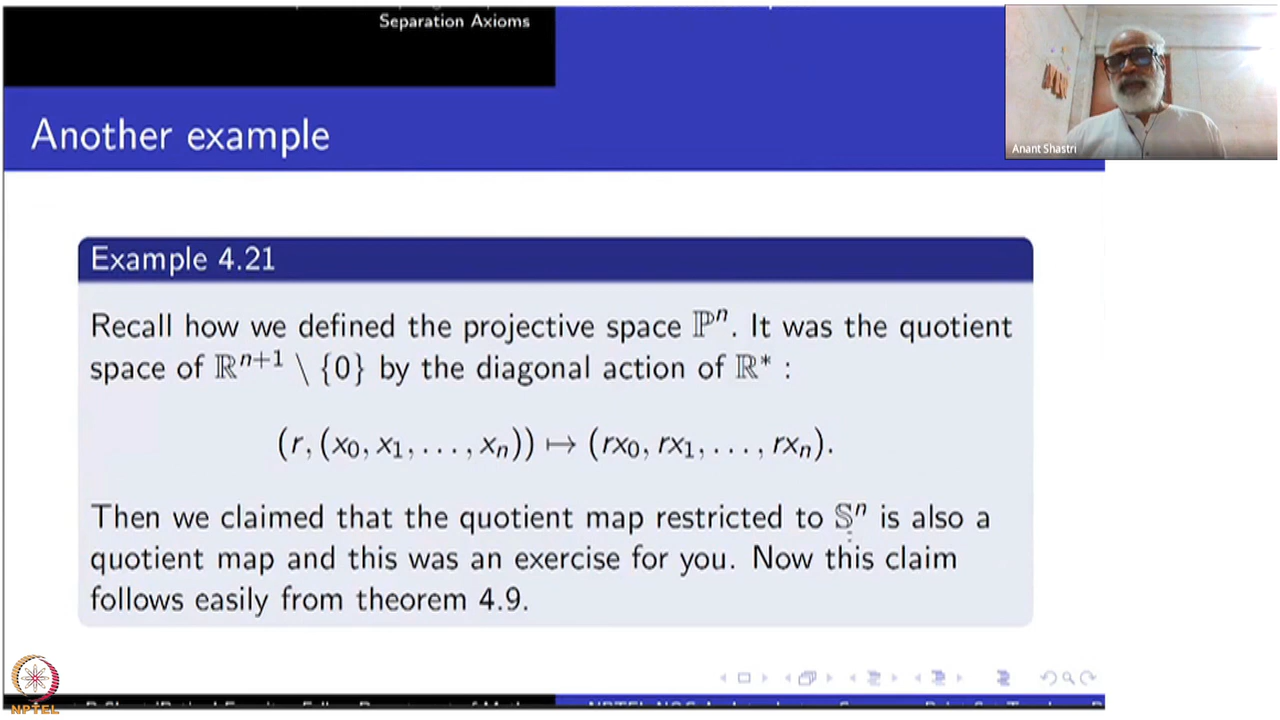 Separation Axioms
Another example
Anant Shastri
Example 4.21
Recall how we defined the projective space ℙⁿ. It was the quotient
space of ℝⁿ⁺¹ \ {0} by the diagonal action of ℝ* :
(r, (x₀, x₁, . . . , xₙ)) ↦ (rx₀, rx₁, . . . , rxₙ).
Then we claimed that the quotient map restricted to 𝕊ⁿ is also a
quotient map and this was an exercise for you. Now this claim
follows easily from theorem 4.9.
NPTEL